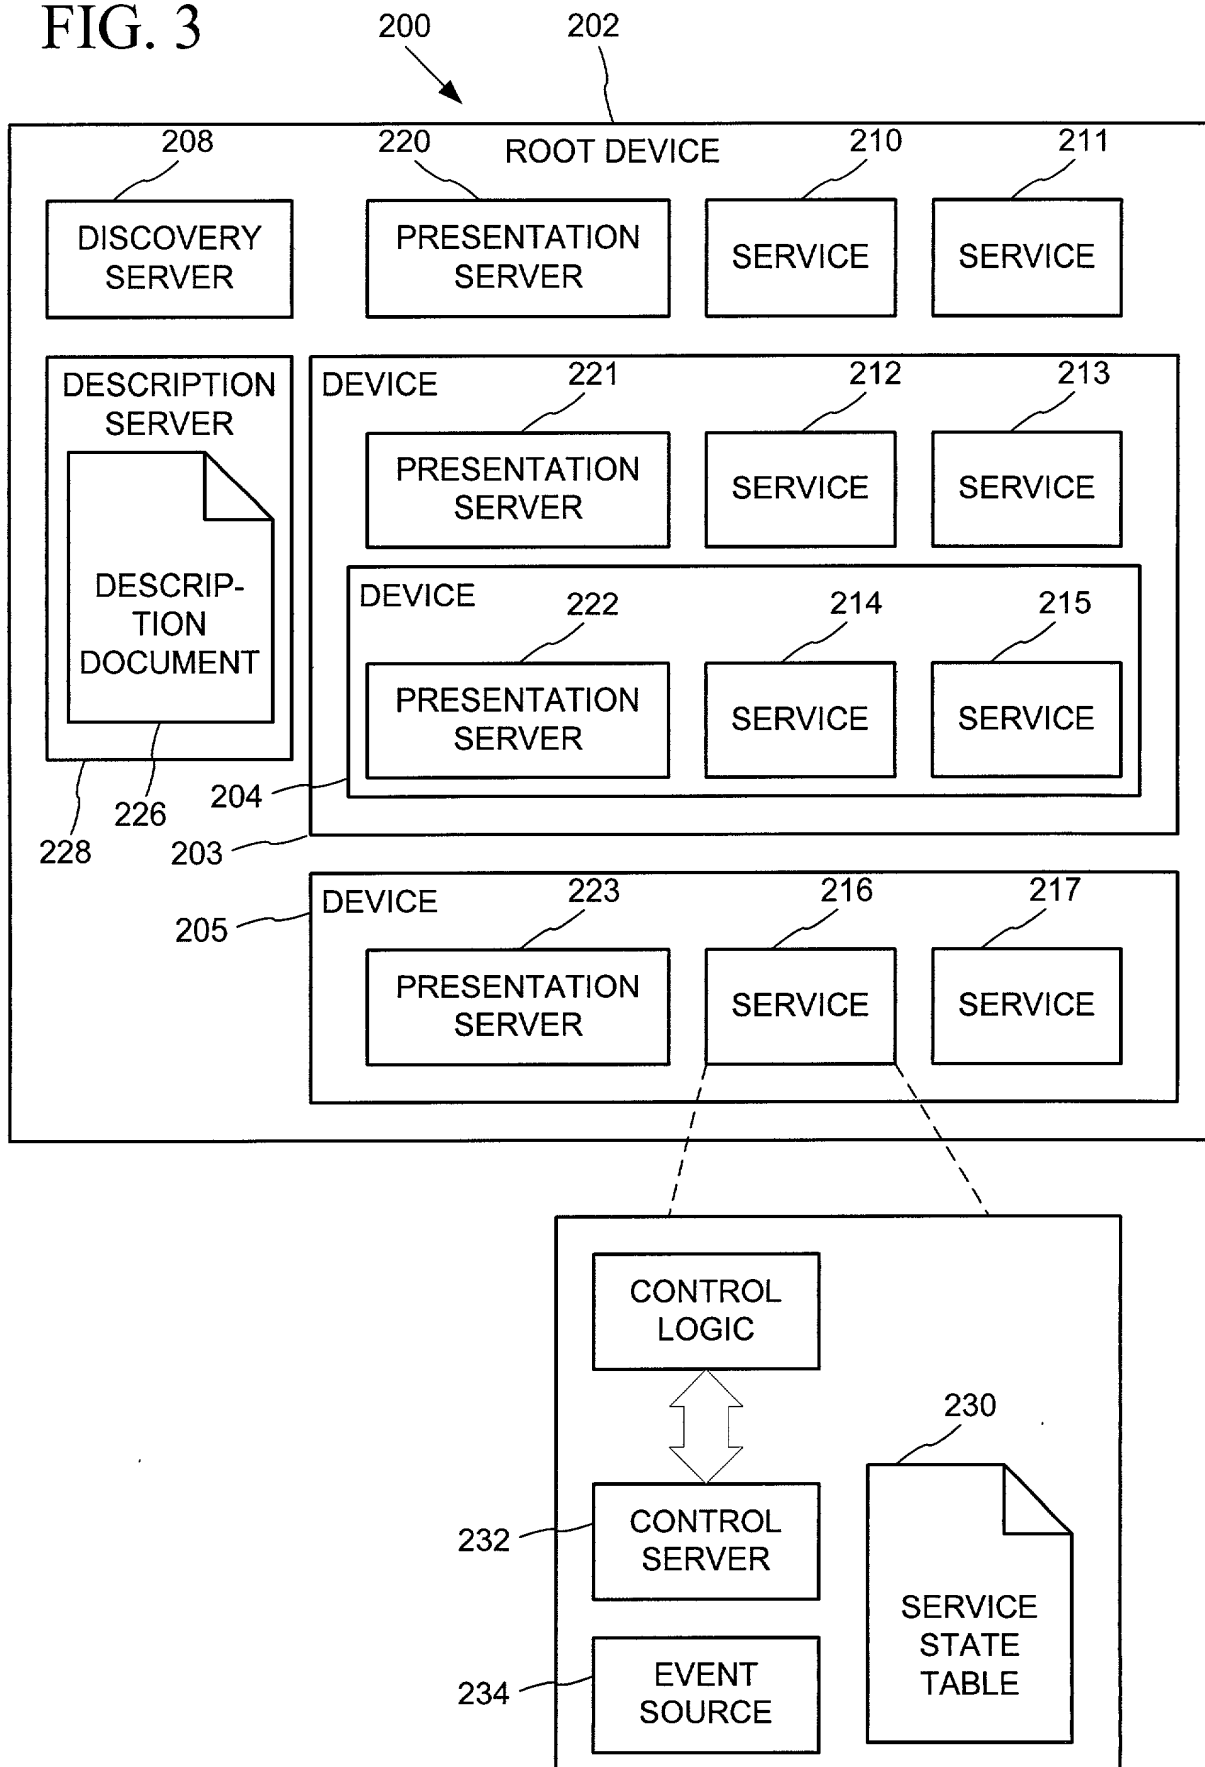 FIG. 3
200
202
ROOT DEVICE
208
220
210
211
DISCOVERY
SERVER
PRESENTATION
SERVER
SERVICE
SERVICE
DESCRIPTION
SERVER
DESCRIP-
TION
DOCUMENT
226
228
DEVICE
221
212
213
PRESENTATION
SERVER
SERVICE
SERVICE
DEVICE
222
214
215
PRESENTATION
SERVER
SERVICE
SERVICE
204
203
DEVICE
205
223
216
217
PRESENTATION
SERVER
SERVICE
SERVICE
CONTROL
LOGIC
232
CONTROL
SERVER
234
EVENT
SOURCE
230
SERVICE
STATE
TABLE